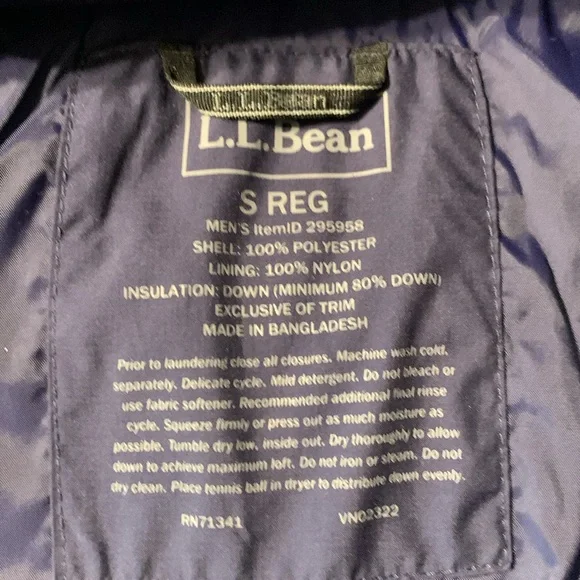 L.L.Bean
L.L.Bean
S REG
MEN'S ItemID 295958
SHELL: 100% POLYESTER
LINING: 100% NYLON
INSULATION: DOWN (MINIMUM 80% DOWN)
EXCLUSIVE OF TRIM
MADE IN BANGLADESH
Prior to laundering close all closures. Machine wash cold,
separately. Delicate cycle. Mild detergent. Do not bleach or
use fabric softener. Recommended additional final rinse
cycle. Squeeze firmly or press out as much moisture as
possible. Tumble dry low, inside out. Dry thoroughly to allow
down to achieve maximum loft. Do not iron or steam. Do not
dry clean. Place tennis ball in dryer to distribute down evenly.
RN71341 VN02322